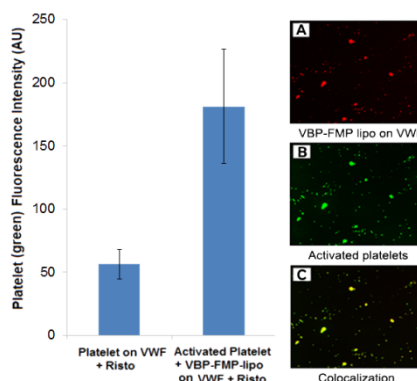 Platelet (green) Fluorescence Intensity (AU)
250
200
150
100
50
0
Platelet on VWF
+ Risto
Activated Platelet
+ VBP-FMP-lipo
on VWF + Risto
A
VBP-FMP lipo on VWF
B
Activated platelets
C
Colocalization